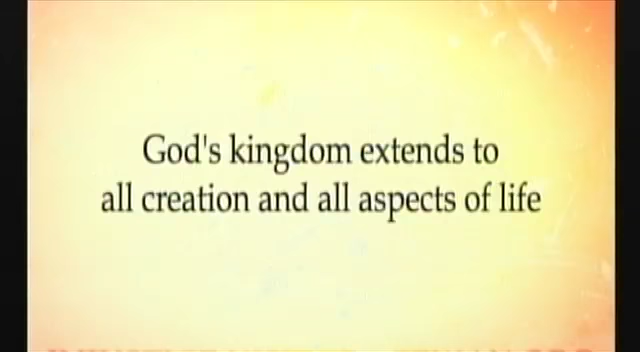 God's kingdom extends to
all creation and all aspects of life